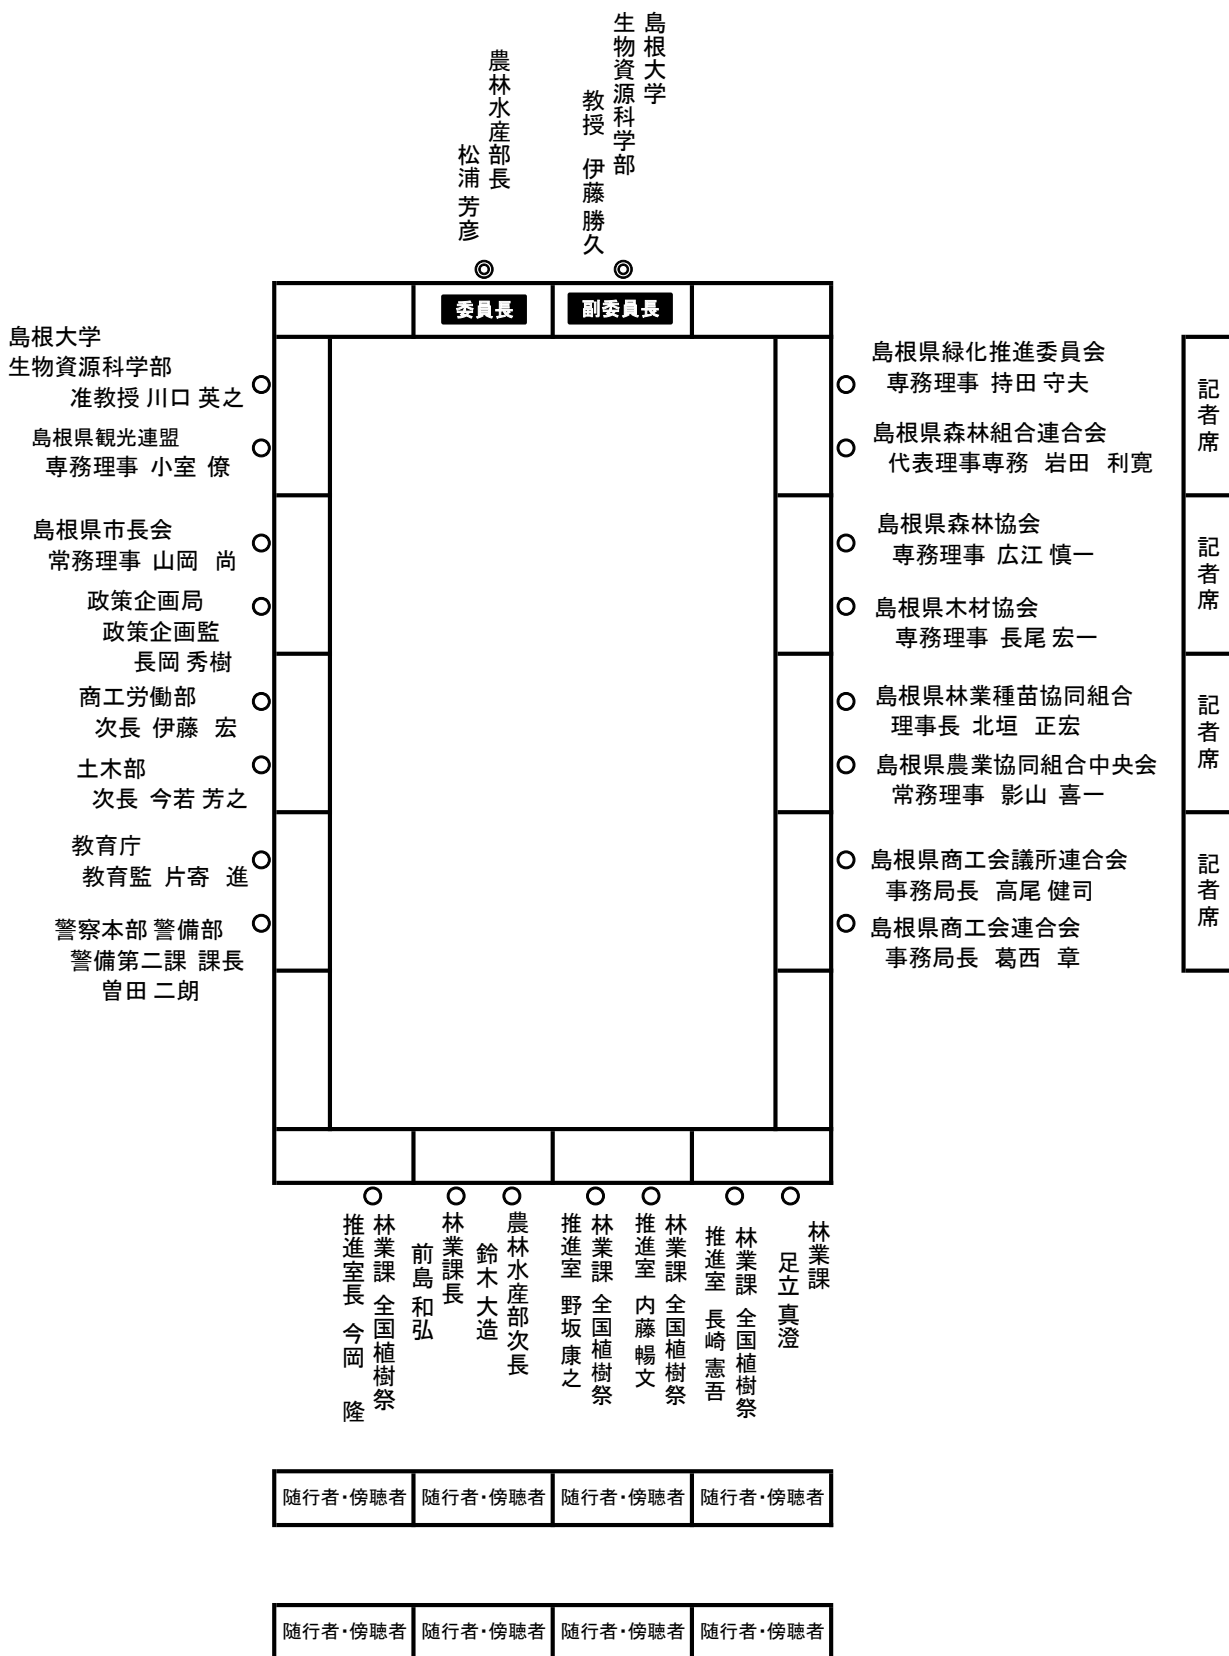 島根大学
生物資源科学部
教授 伊藤 勝久
農林水産部長
松浦 芳彦
委員長
副委員長
島根大学
生物資源科学部
准教授 川口 英之
島根県観光連盟
専務理事 小室 僚
島根県市長会
常務理事 山岡 尚
政策企画局
政策企画監
長岡 秀樹
商工労働部
次長 伊藤 宏
土木部
次長 今若 芳之
教育庁
教育監 片寄 進
警察本部 警備部
警備第二課 課長
曽田 二朗
島根県緑化推進委員会
専務理事 持田 守夫
島根県森林組合連合会
代表理事専務 岩田 利寛
島根県森林協会
専務理事 広江 慎一
島根県木材協会
専務理事 長尾 宏一
島根県林業種苗協同組合
理事長 北垣 正宏
島根県農業協同組合中央会
常務理事 影山 喜一
島根県商工会議所連合会
事務局長 高尾 健司
島根県商工会連合会
事務局長 葛西 章
記者席
記者席
記者席
記者席
林業課
足立 真澄
林業課 全国植樹祭
推進室 長崎 憲吾
林業課 全国植樹祭
推進室 内藤 暢文
林業課 全国植樹祭
推進室 野坂 康之
農林水産部次長
鈴木 大造
林業課長
前島 和弘
林業課 全国植樹祭
推進室長 今岡 隆
随行者・傍聴者 随行者・傍聴者 随行者・傍聴者 随行者・傍聴者
随行者・傍聴者 随行者・傍聴者 随行者・傍聴者 随行者・傍聴者